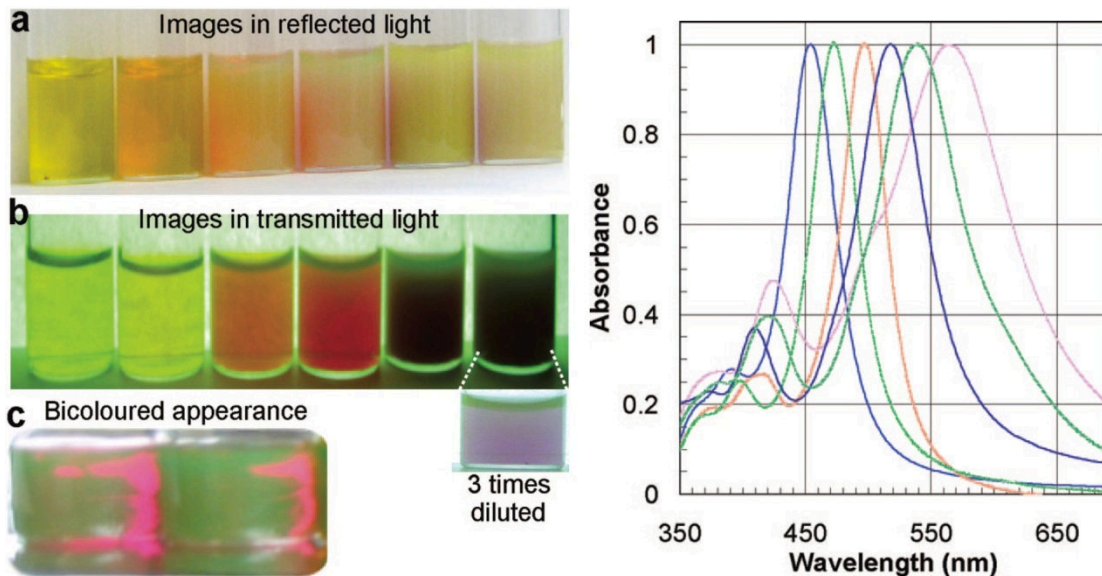 a
Images in reflected light
b
Images in transmitted light
c
Bicoloured appearance
3 times
diluted
1
0.8
0.6
0.4
0.2
0
Absorbance
350
450
550
650
Wavelength (nm)